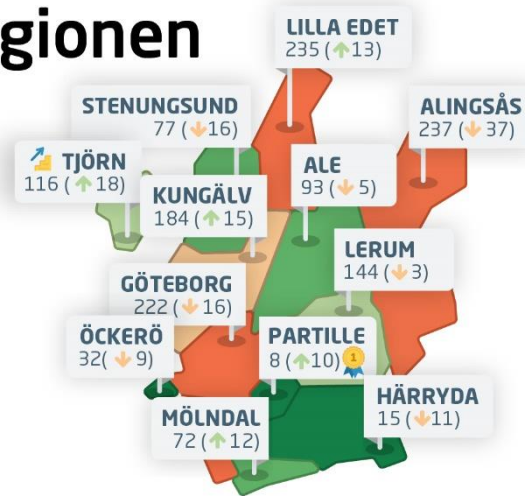 gionen
LILLA EDET
235 (↑13)
STENUNGSUND
77 (↓16)
ALINGSÅS
237 (↓ 37)
TJÖRN
116 (↑18)
ALE
93 (↓ 5)
KUNGÄLV
184 (↑ 15)
LERUM
144 (↓3)
GÖTEBORG
222 (↓ 16)
ÖCKERÖ
32( ↓ 9)
PARTILLE
8 (↑10)
1
HÄRRYDA
15 (↓11)
MÖLNDAL
72 (↑ 12)